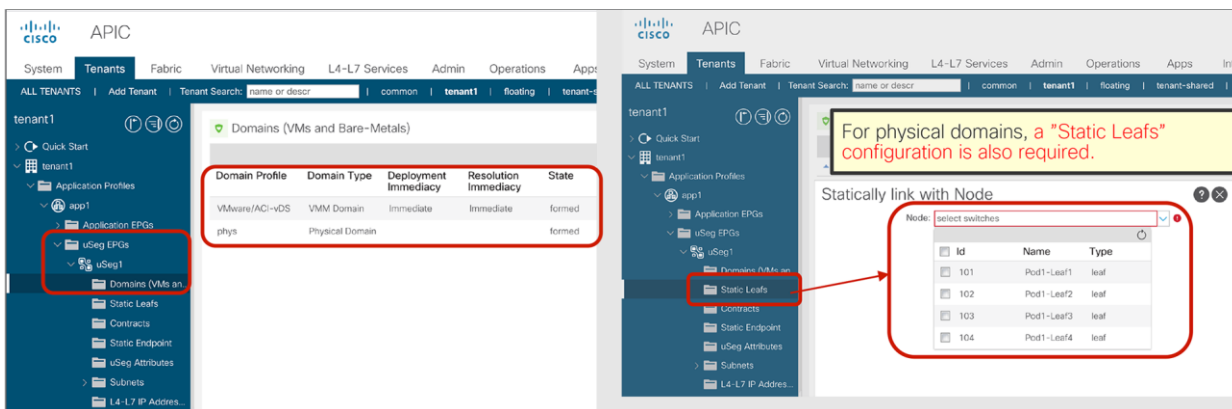 CISCO
APIC
System Tenants Fabric Virtual Networking L4-L7 Services Admin Operations Apps
ALL TENANTS | Add Tenant | Tenant Search: name or descr | common | tenant1 | floating | tenant-s
tenant1
Quick Start
tenant1
Application Profiles
app1
Application EPGs
uSeg EPGs
uSeg1
Domains (VMs an...
Static Leafs
Contracts
Static Endpoint
uSeg Attributes
Subnets
L4-L7 IP Addres...
Domains (VMs and Bare-Metals)
Domain Profile Domain Type Deployment Immediacy Resolution Immediacy State
VMware/ACI-vDS VMM Domain Immediate Immediate formed
phys Physical Domain formed
CISCO
APIC
System Tenants Fabric Virtual Networking L4-L7 Services Admin Operations Apps
ALL TENANTS | Add Tenant | Tenant Search: name or descr | common | tenant1 | floating | tenant-shared |
tenant1
Quick Start
tenant1
Application Profiles
app1
Application EPGs
uSeg EPGs
uSeg1
Domains (VMs an
Static Leafs
Contracts
Static Endpoint
uSeg Attributes
Subnets
L4-L7 IP Addres...
For physical domains, a "Static Leafs"
configuration is also required.
Statically link with Node
Node: select switches
Id Name Type
101 Pod1-Leaf1 leaf
102 Pod1-Leaf2 leaf
103 Pod1-Leaf3 leaf
104 Pod1-Leaf4 leaf